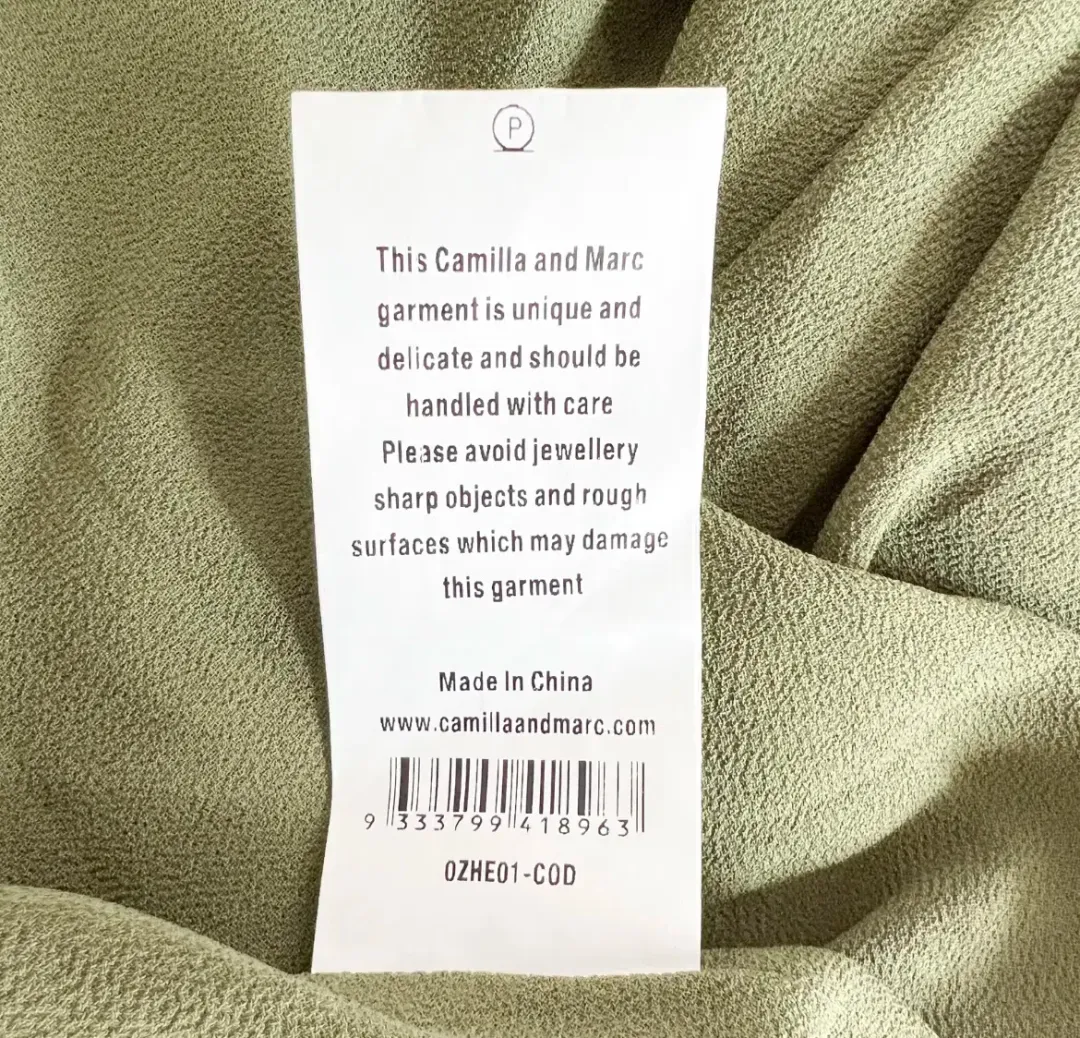 P
This Camilla and Marc
garment is unique and
delicate and should be
handled with care
Please avoid jewellery
sharp objects and rough
surfaces which may damage
this garment
Made In China
www.camillaandmarc.com
9 333799 418963
OZHE01-COD